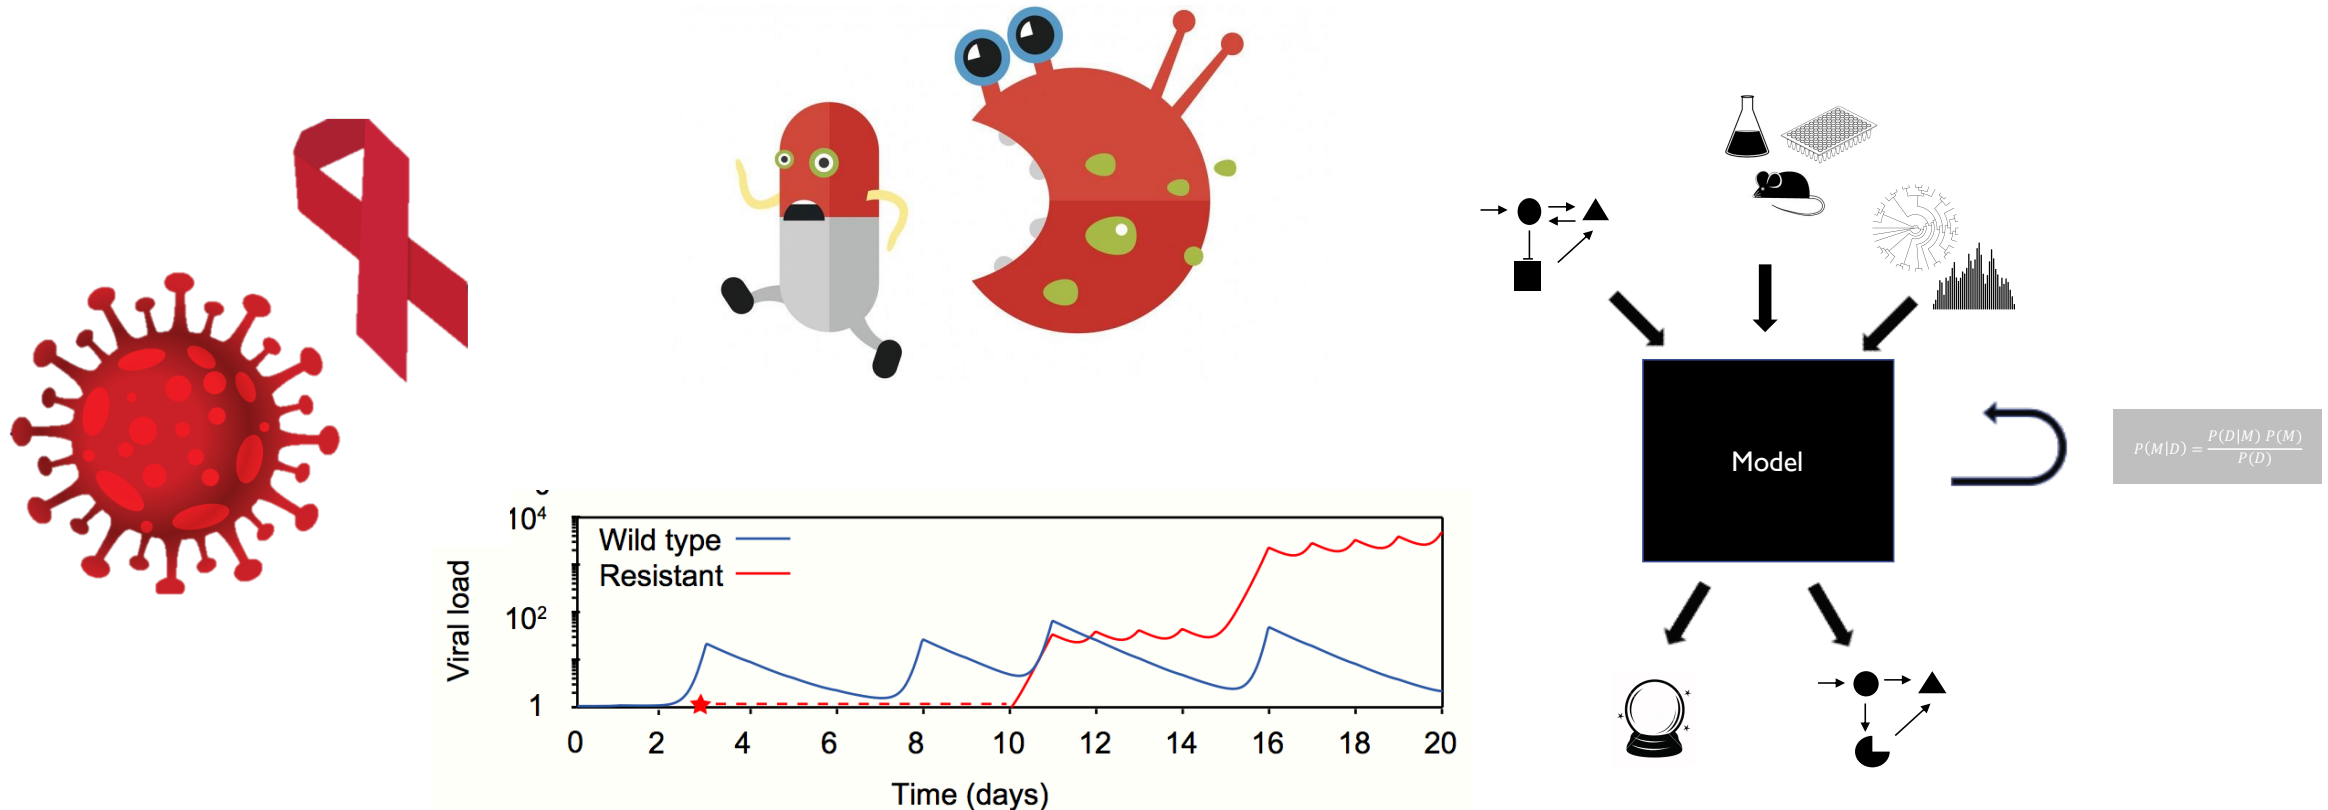 10⁴
Wild type
Resistant
Viral load
10²
1
0 2 4 6 8 10 12 14 16 18 20
Time (days)
Model
P(M|D) = P(D|M) P(M) / P(D)